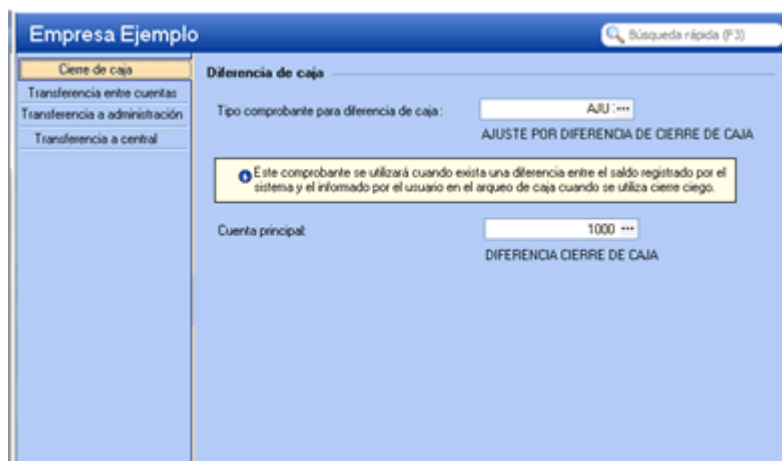 Empresa Ejemplo
Búsqueda rápida (F3)
Cierre de caja
Transferencia entre cuentas
Transferencia a administración
Transferencia a central
Diferencia de caja
Tipo comprobante para diferencia de caja:
AJU ...
AJUSTE POR DIFERENCIA DE CIERRE DE CAJA
Este comprobante se utilizará cuando exista una diferencia entre el saldo registrado por el
sistema y el informado por el usuario en el arqueo de caja cuando se utiliza cierre ciego.
Cuenta principal:
1000 ...
DIFERENCIA CIERRE DE CAJA